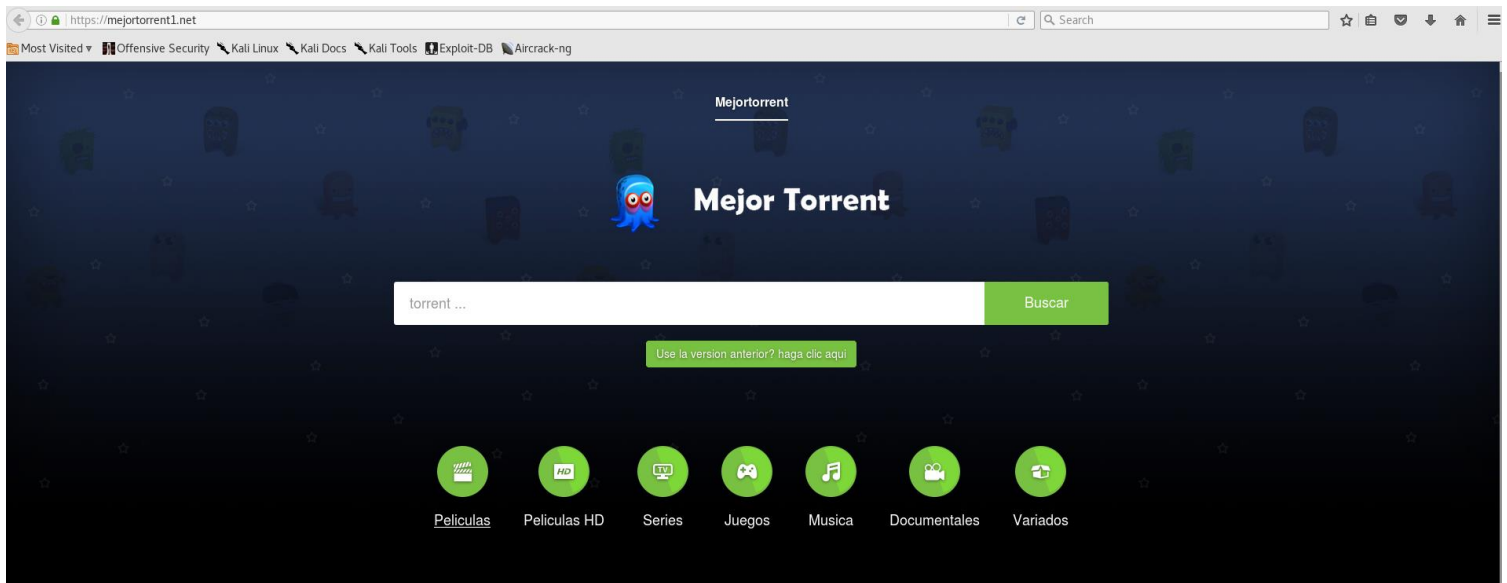 https://mejortorrent1.net
Search
Most Visited Offensive Security Kali Linux Kali Docs Kali Tools Exploit-DB Aircrack-ng
Mejortorrent
Mejor Torrent
torrent ...
Buscar
Use la version anterior? haga clic aqui
HD
TV
Peliculas
Peliculas HD
Series
Juegos
Musica
Documentales
Variados